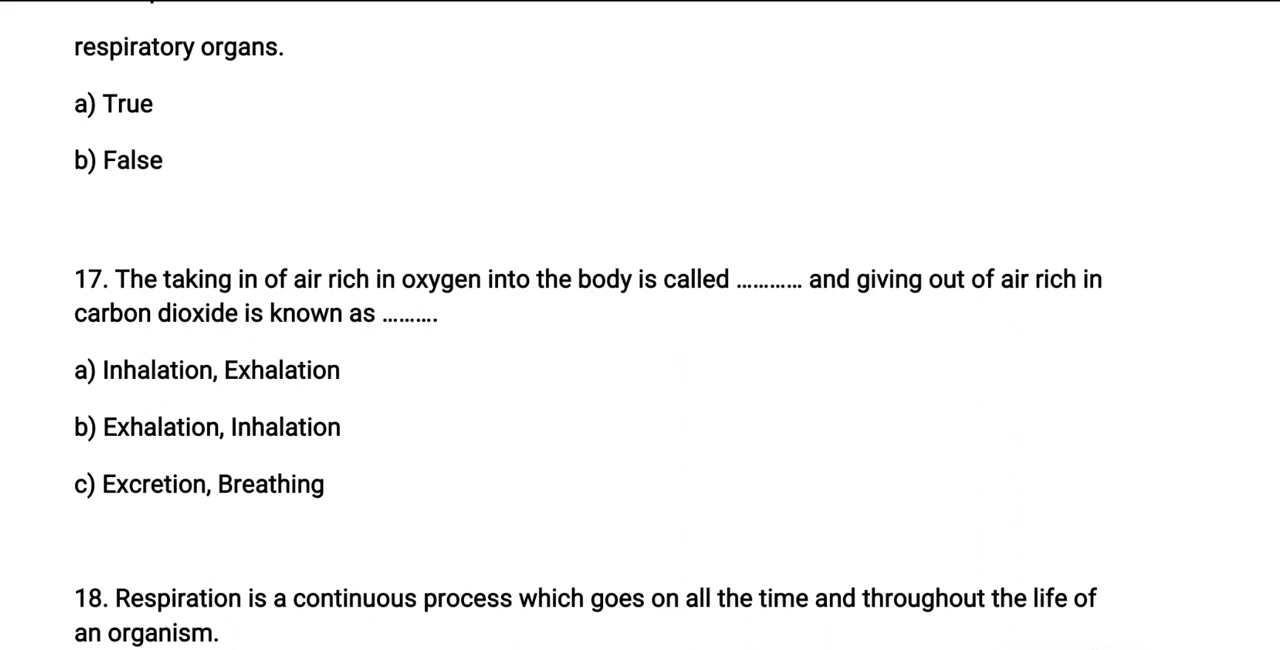 respiratory organs.
a) True
b) False
17. The taking in of air rich in oxygen into the body is called ............ and giving out of air rich in
carbon dioxide is known as ..........
a) Inhalation, Exhalation
b) Exhalation, Inhalation
c) Excretion, Breathing
18. Respiration is a continuous process which goes on all the time and throughout the life of
an organism.